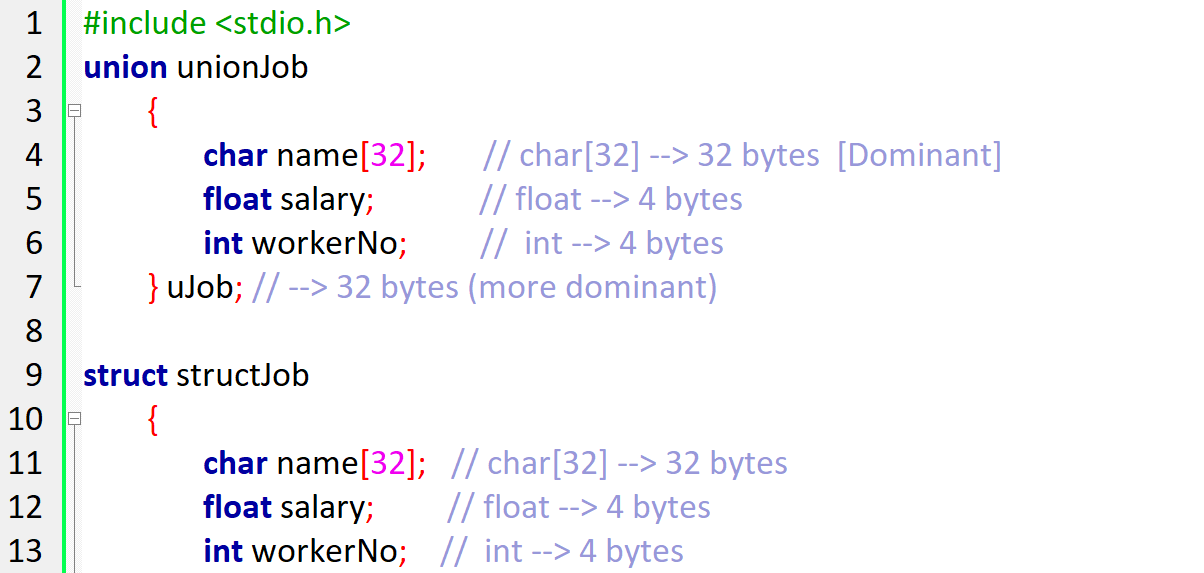 1 #include <stdio.h>
2 union unionJob
3 {
4 char name[32]; // char[32] --> 32 bytes [Dominant]
5 float salary; // float --> 4 bytes
6 int workerNo; // int --> 4 bytes
7 } uJob; // --> 32 bytes (more dominant)
8
9 struct structJob
10 {
11 char name[32]; // char[32] --> 32 bytes
12 float salary; // float --> 4 bytes
13 int workerNo; // int --> 4 bytes